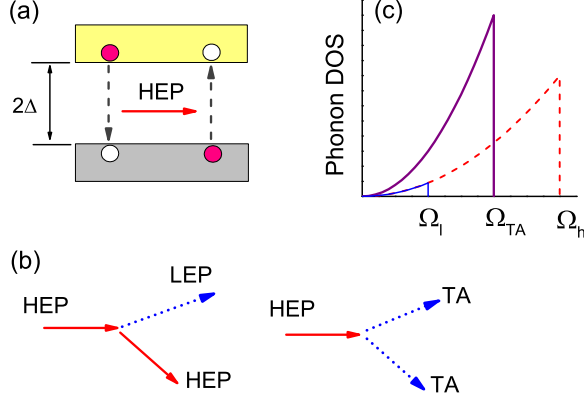 (a)
HEP
2Δ
(c)
Phonon DOS
Ω_l
Ω_TA
Ω_h
(b)
LEP
HEP
HEP
HEP
TA
TA